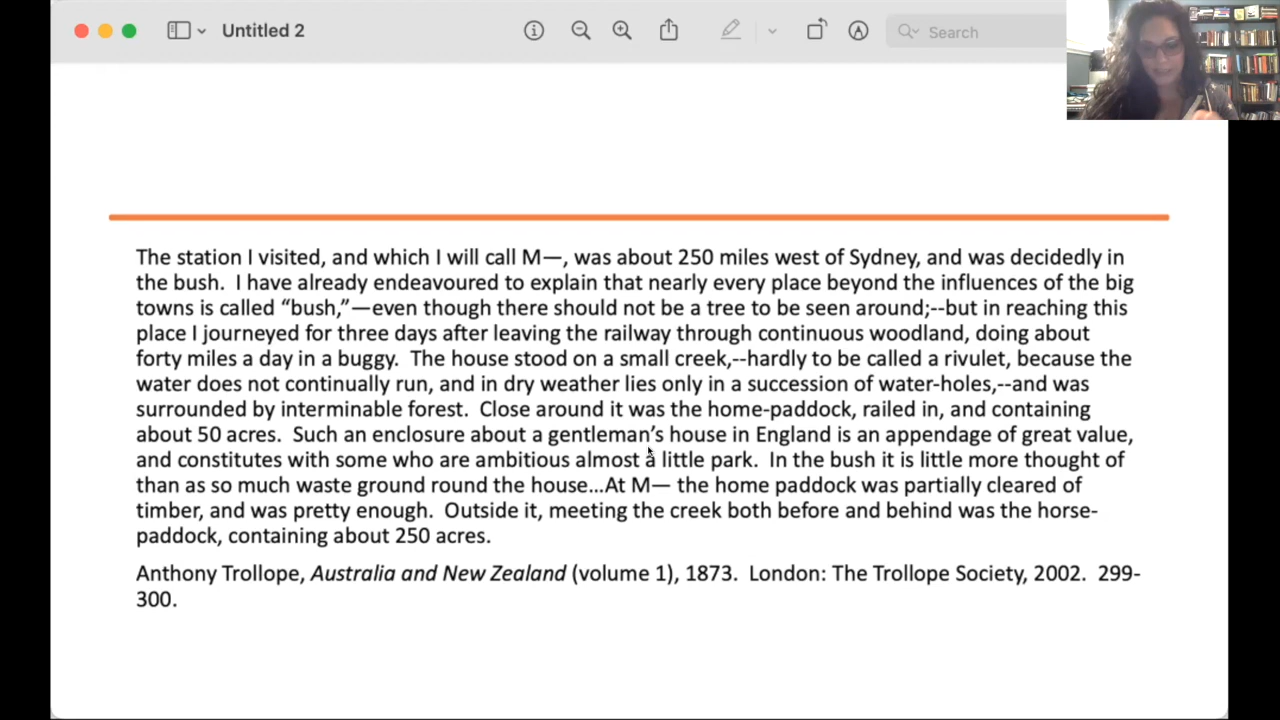 Untitled 2
Search
The station I visited, and which I will call M—, was about 250 miles west of Sydney, and was decidedly in
the bush.  I have already endeavoured to explain that nearly every place beyond the influences of the big
towns is called “bush,”—even though there should not be a tree to be seen around;--but in reaching this
place I journeyed for three days after leaving the railway through continuous woodland, doing about
forty miles a day in a buggy.  The house stood on a small creek,--hardly to be called a rivulet, because the
water does not continually run, and in dry weather lies only in a succession of water-holes,--and was
surrounded by interminable forest.  Close around it was the home-paddock, railed in, and containing
about 50 acres.  Such an enclosure about a gentleman’s house in England is an appendage of great value,
and constitutes with some who are ambitious almost a little park.  In the bush it is little more thought of
than as so much waste ground round the house…At M— the home paddock was partially cleared of
timber, and was pretty enough.  Outside it, meeting the creek both before and behind was the horse-
paddock, containing about 250 acres.
Anthony Trollope, Australia and New Zealand (volume 1), 1873.  London: The Trollope Society, 2002.  299-
300.